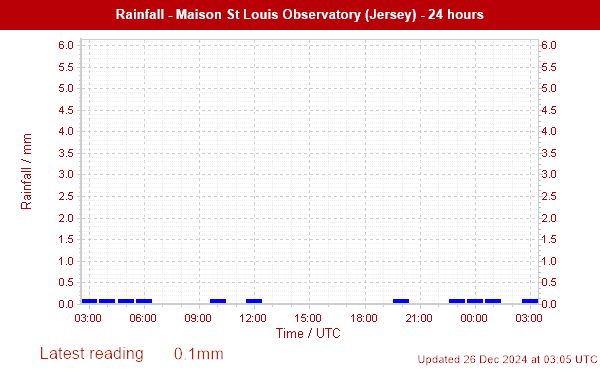 Rainfall - Maison St Louis Observatory (Jersey) - 24 hours
6.0 6.0
5.5 5.5
5.0 5.0
4.5 4.5
4.0 4.0
3.5 3.5
3.0 3.0
2.5 2.5
2.0 2.0
1.5 1.5
1.0 1.0
0.5 0.5
0.0 0.0
Rainfall / mm
03:00 06:00 09:00 12:00 15:00 18:00 21:00 00:00 03:00
Time / UTC
Latest reading 0.1mm
Updated 26 Dec 2024 at 03:05 UTC